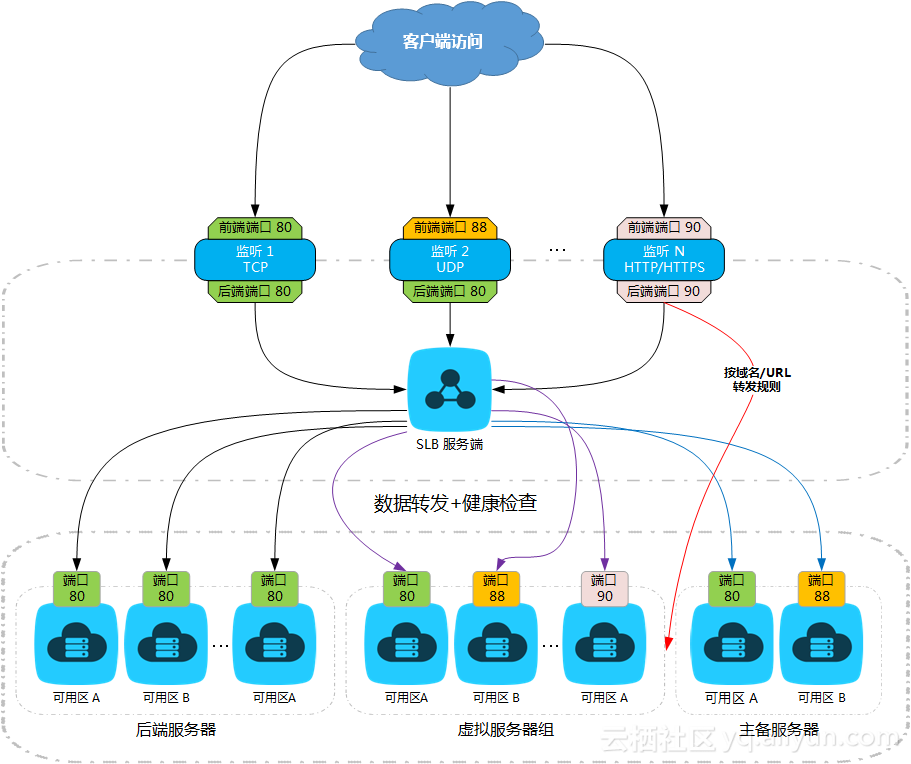 客户端访问
前端端口 80
监听 1
TCP
后端端口 80
前端端口 88
监听 2
UDP
后端端口 80
...
前端端口 90
监听 N
HTTP/HTTPS
后端端口 90
按域名/URL
转发规则
SLB 服务端
数据转发+健康检查
端口
80
端口
80
...
端口
80
可用区 A
可用区 B
可用区A
后端服务器
端口
80
端口
88
...
端口
90
可用区A
可用区 B
可用区 A
虚拟服务器组
端口
80
端口
88
可用区 A
可用区 B
主备服务器
云栖社区 yq.aliyun.com